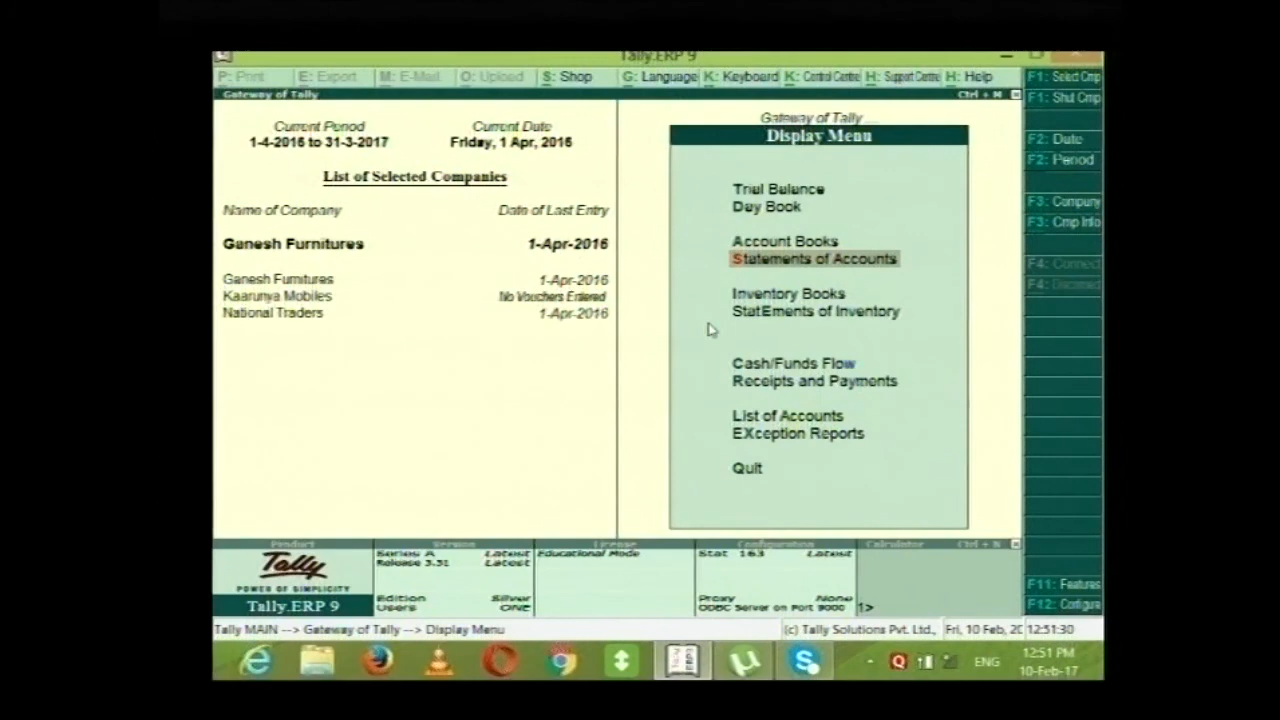 Tally.ERP 9
P: Print E: Export M: E-Mail O: Upload S: Shop G: Language K: Keyboard K: Control Centre H: Support Centre H: Help F1: Select Cmp
Gateway of Tally Ctrl + M
F1: Shut Cmp
Current Period Current Date
1-4-2016 to 31-3-2017 Friday, 1 Apr, 2016
List of Selected Companies
Name of Company Date of Last Entry
Ganesh Furnitures 1-Apr-2016
Ganesh Furnitures 1-Apr-2016
Kaarunya Mobiles No Vouchers Entered
National Traders 1-Apr-2016
Gateway of Tally ....
Display Menu
Trial Balance
Day Book
Account Books
Statements of Accounts
Inventory Books
StatEments of Inventory
Cash/Funds Flow
Receipts and Payments
List of Accounts
EXception Reports
Quit
F2: Date
F2: Period
F3: Company
F3: Cmp Info
F4: Connect
F4:
F11: Features
F12: Configure
Product Version License Configuration Calculator Ctrl + N
Tally
POWER OF SIMPLICITY
Tally.ERP 9
Series A Latest
Release 3.31 Latest
Edition Silver
Users ONE
Educational Mode
Stat 163 Latest
Proxy None
ODBC Server on Port 9000
1>
Tally MAIN --> Gateway of Tally --> Display Menu (c) Tally Solutions Pvt. Ltd., Fri, 10 Feb, 20 12:51:30
ENG
12:51 PM
10-Feb-17